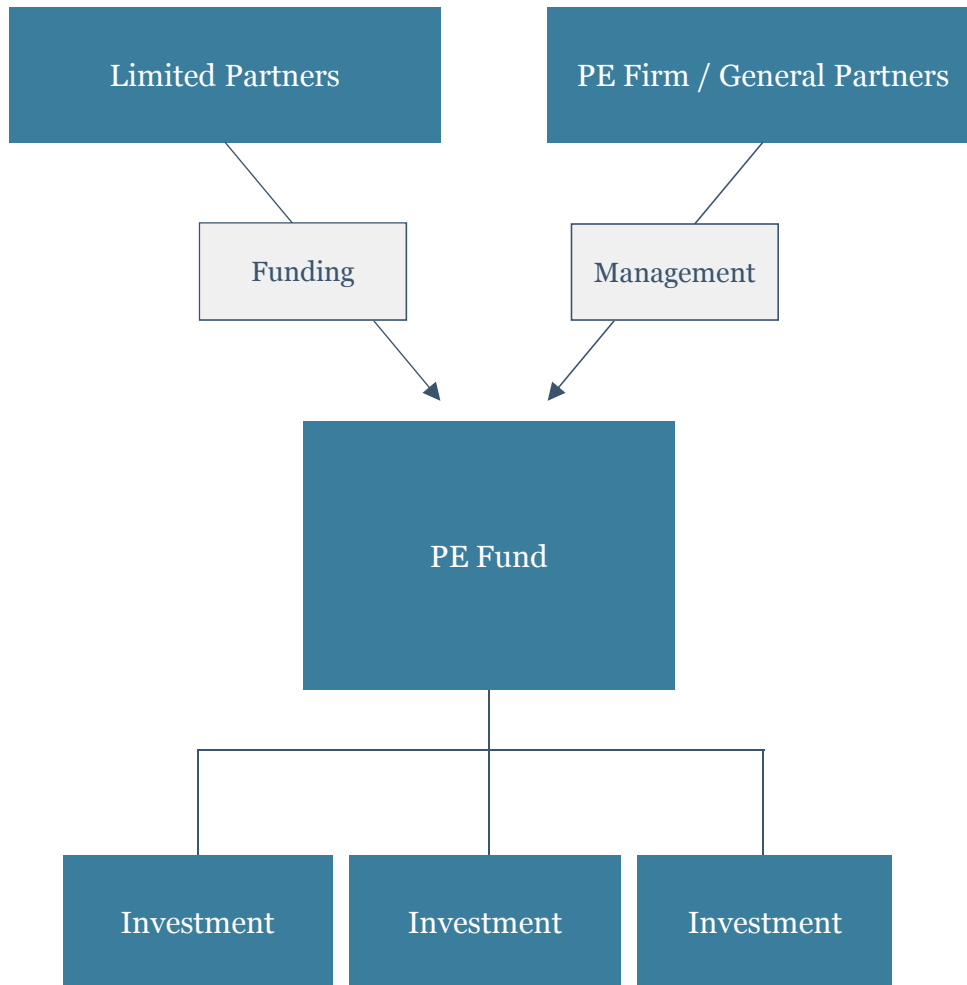 Limited Partners
PE Firm / General Partners
Funding
Management
PE Fund
Investment
Investment
Investment